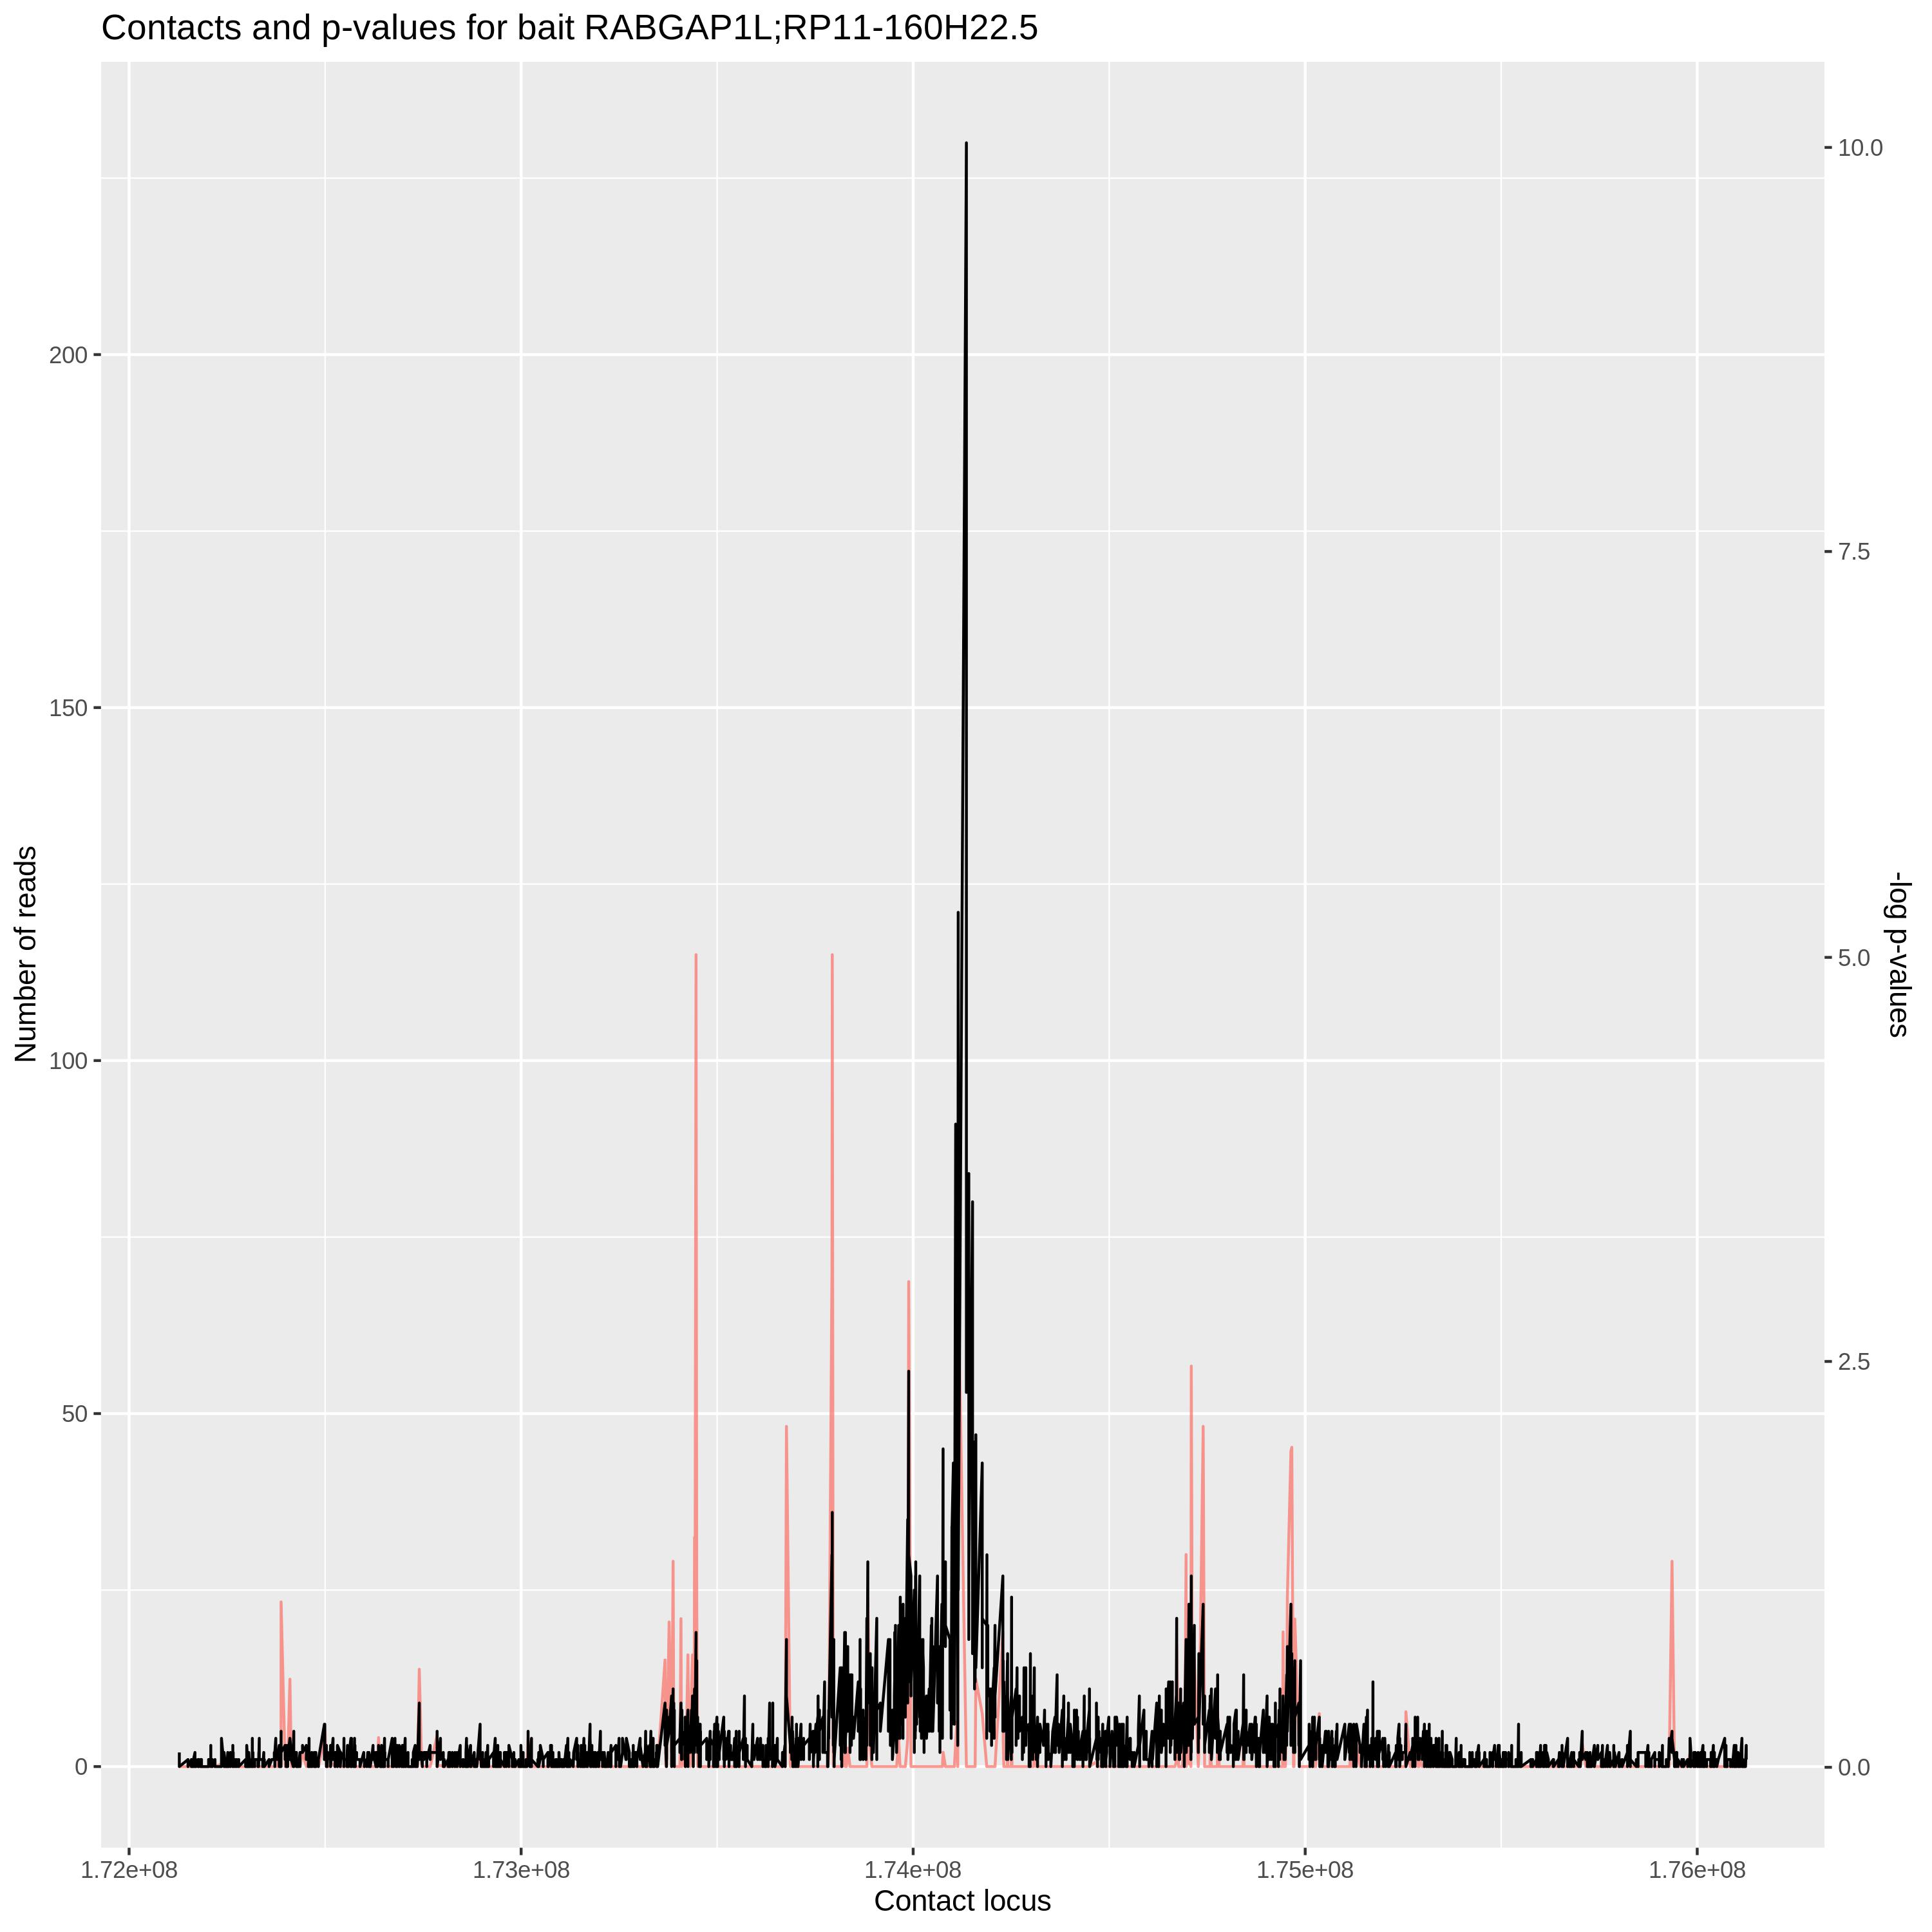 Contacts and p-values for bait RABGAP1L;RP11-160H22.5
Number of reads
200
150
100
50
0
10.0
7.5
5.0
2.5
0.0
-log p-values
1.72e+08 1.73e+08 1.74e+08 1.75e+08 1.76e+08
Contact locus